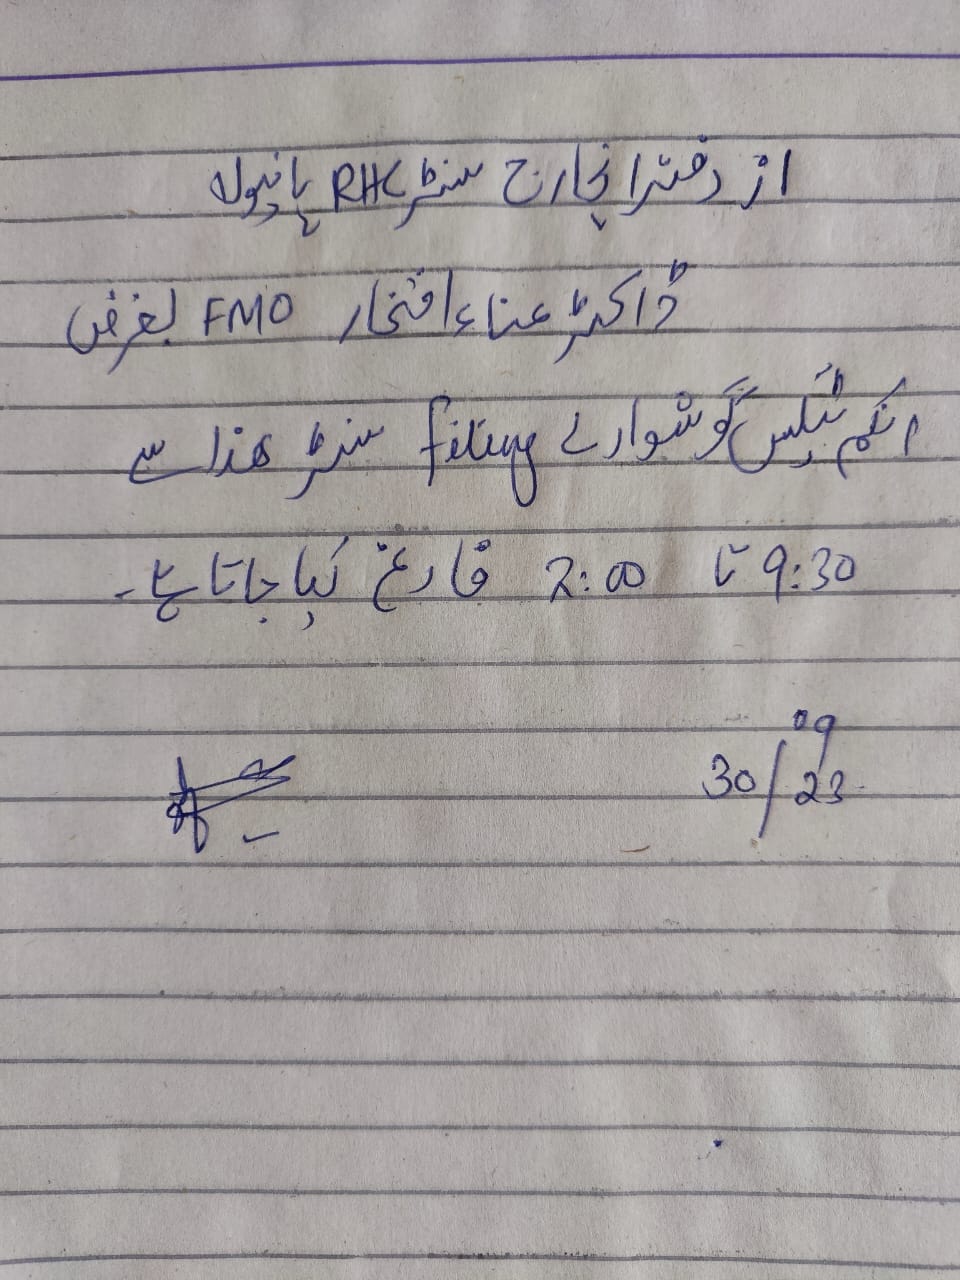 از دفتر انچارج سنٹر RHC پانیولہ
ڈاکٹر عناء افتخار FMO بغرض
انکم ٹیکس گوشوارے filing سنٹر ھذا سے
9:30 تا 2:00 فارغ کیا جاتا ہے۔
09
30/23